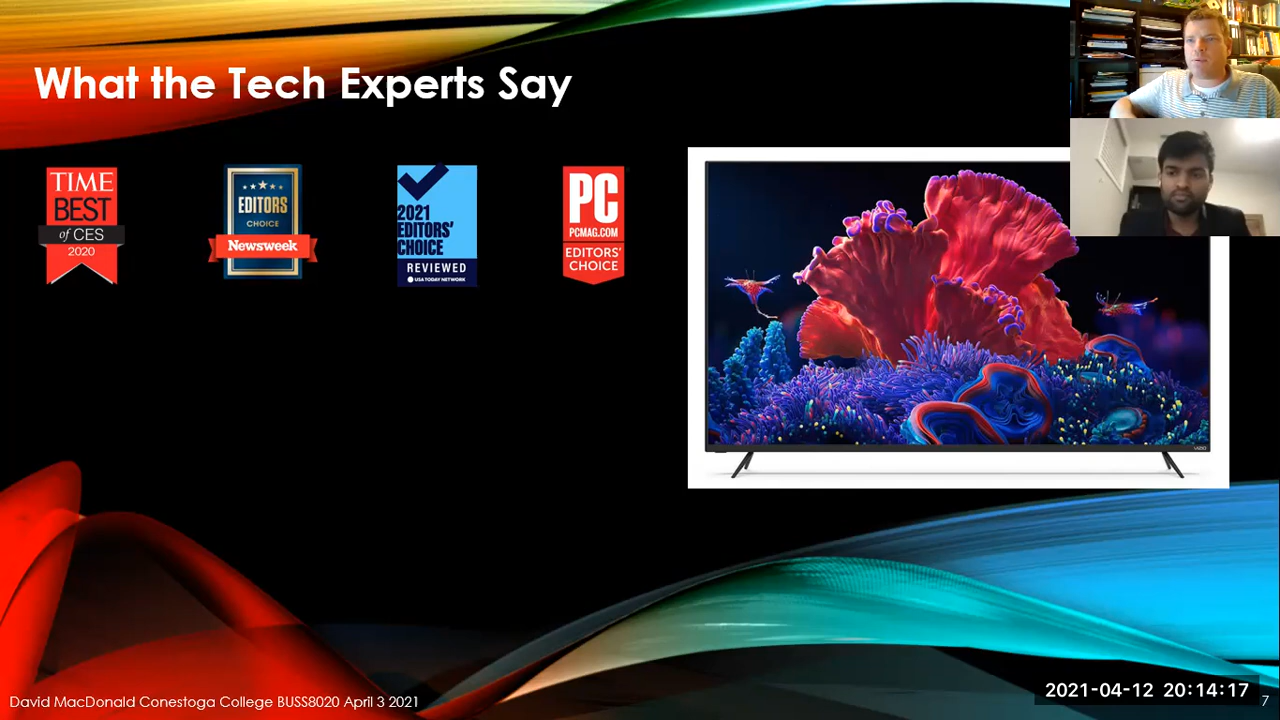 What the Tech Experts Say
TIME
BEST
of CES
2020
EDITORS
CHOICE
Newsweek
2021
EDITORS'
CHOICE
REVIEWED
USA TODAY NETWORK
PC
PCMAG.COM
EDITORS'
CHOICE
VIZIO
David MacDonald Conestoga College BUSS8020 April 3 2021
2021-04-12 20:14:17
7